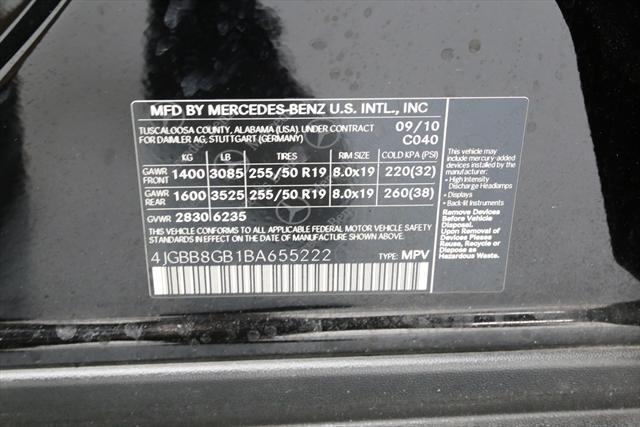 MFD BY MERCEDES-BENZ U.S. INTL., INC
TUSCALOOSA COUNTY, ALABAMA (USA), UNDER CONTRACT 09/10
FOR DAIMLER AG, STUTTGART (GERMANY) C040
KG LB TIRES RIM SIZE COLD KPA (PSI)
GAWR FRONT 1400 3085 255/50 R19 8.0x19 220(32)
GAWR REAR 1600 3525 255/50 R19 8.0x19 260(38)
GVWR 2830 6235
THIS VEHICLE CONFORMS TO ALL APPLICABLE FEDERAL MOTOR VEHICLE
SAFETY STANDARDS IN EFFECT ON THE DATE OF MANUFACTURE SHOWN ABOVE.
4JGBB8GB1BA655222 TYPE: MPV
This vehicle may
include mercury-added
devices installed by the
manufacturer:
• High Intensity
Discharge Headlamps
• Displays
• Back-lit Instruments
Remove Devices
Before Vehicle
Disposal.
Upon Removal of
Devices Please
Reuse, Recycle or
Dispose as
Hazardous Waste.